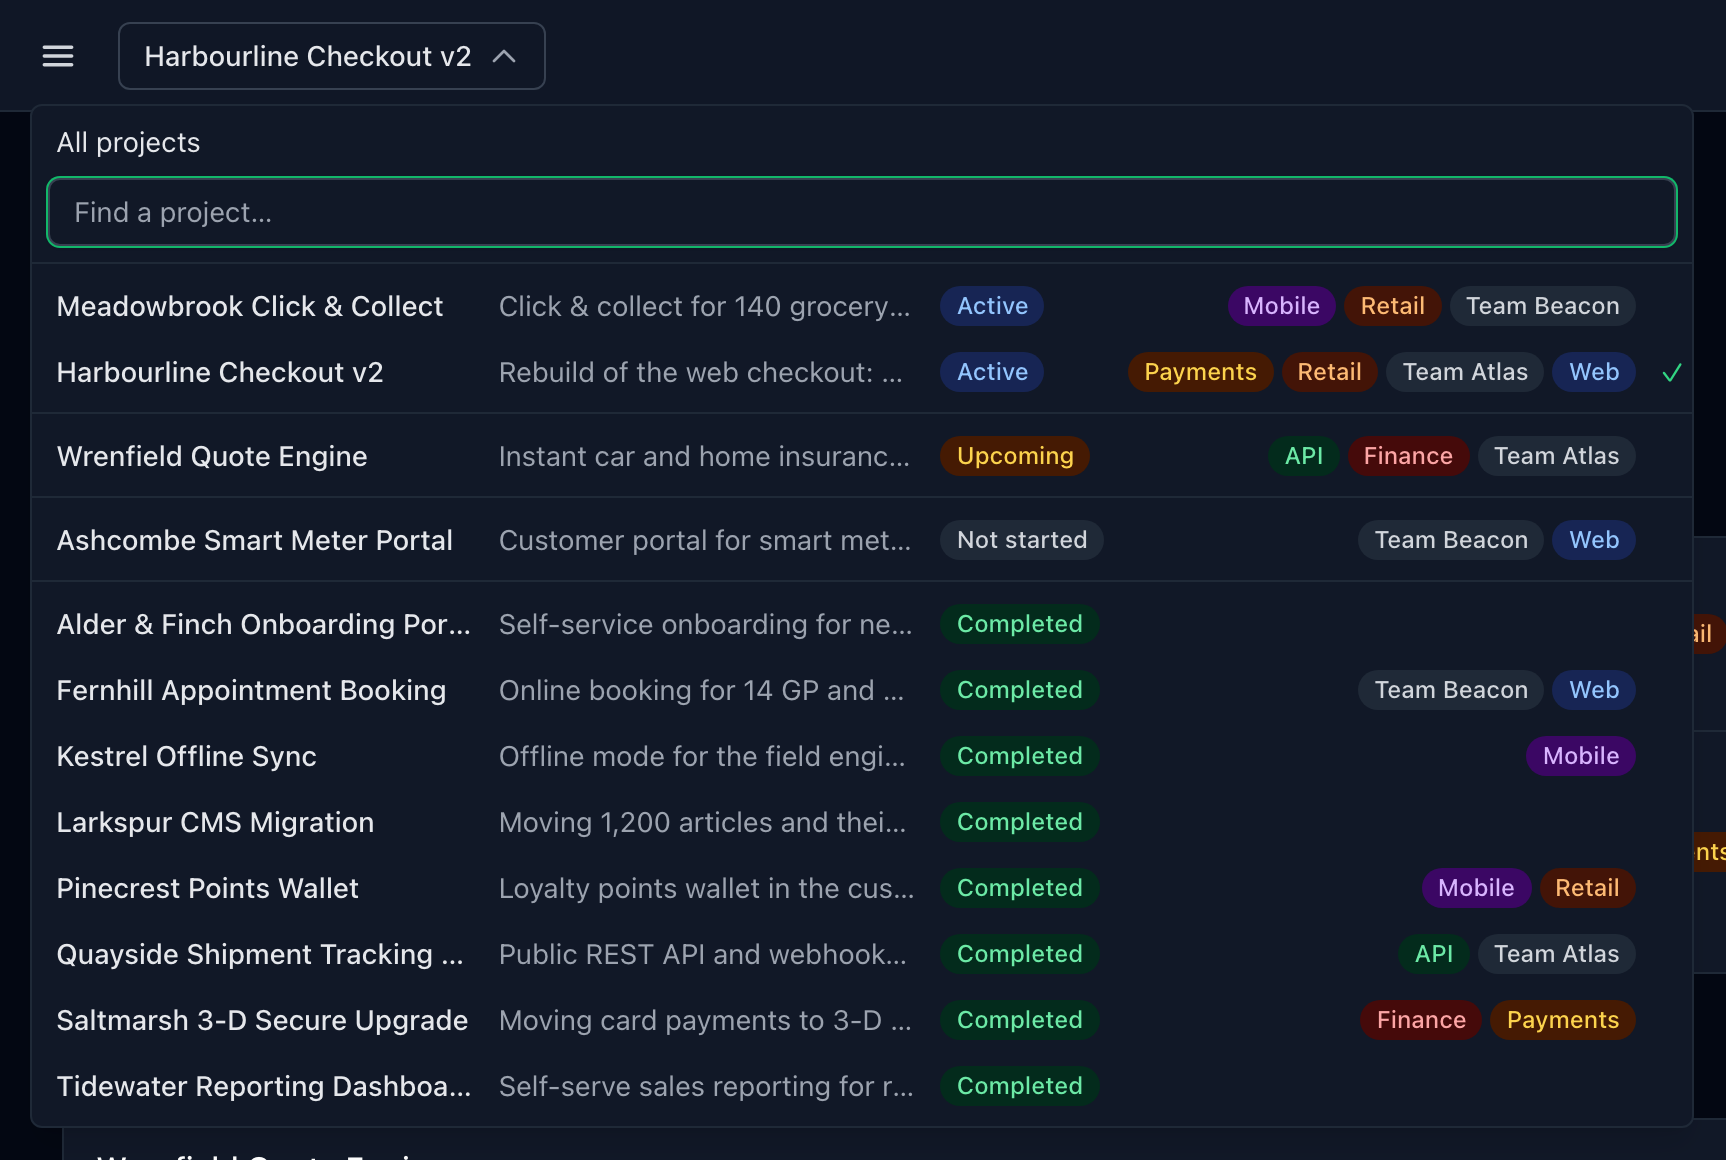 Harbourline Checkout v2
All projects
Find a project...
Meadowbrook Click & Collect Click & collect for 140 grocery... Active Mobile Retail Team Beacon
Harbourline Checkout v2 Rebuild of the web checkout: ... Active Payments Retail Team Atlas Web
Wrenfield Quote Engine Instant car and home insuranc... Upcoming API Finance Team Atlas
Ashcombe Smart Meter Portal Customer portal for smart met... Not started Team Beacon Web
Alder & Finch Onboarding Por... Self-service onboarding for ne... Completed
Fernhill Appointment Booking Online booking for 14 GP and ... Completed Team Beacon Web
Kestrel Offline Sync Offline mode for the field engi... Completed Mobile
Larkspur CMS Migration Moving 1,200 articles and thei... Completed
Pinecrest Points Wallet Loyalty points wallet in the cus... Completed Mobile Retail
Quayside Shipment Tracking ... Public REST API and webhook... Completed API Team Atlas
Saltmarsh 3-D Secure Upgrade Moving card payments to 3-D ... Completed Finance Payments
Tidewater Reporting Dashboa... Self-serve sales reporting for r... Completed